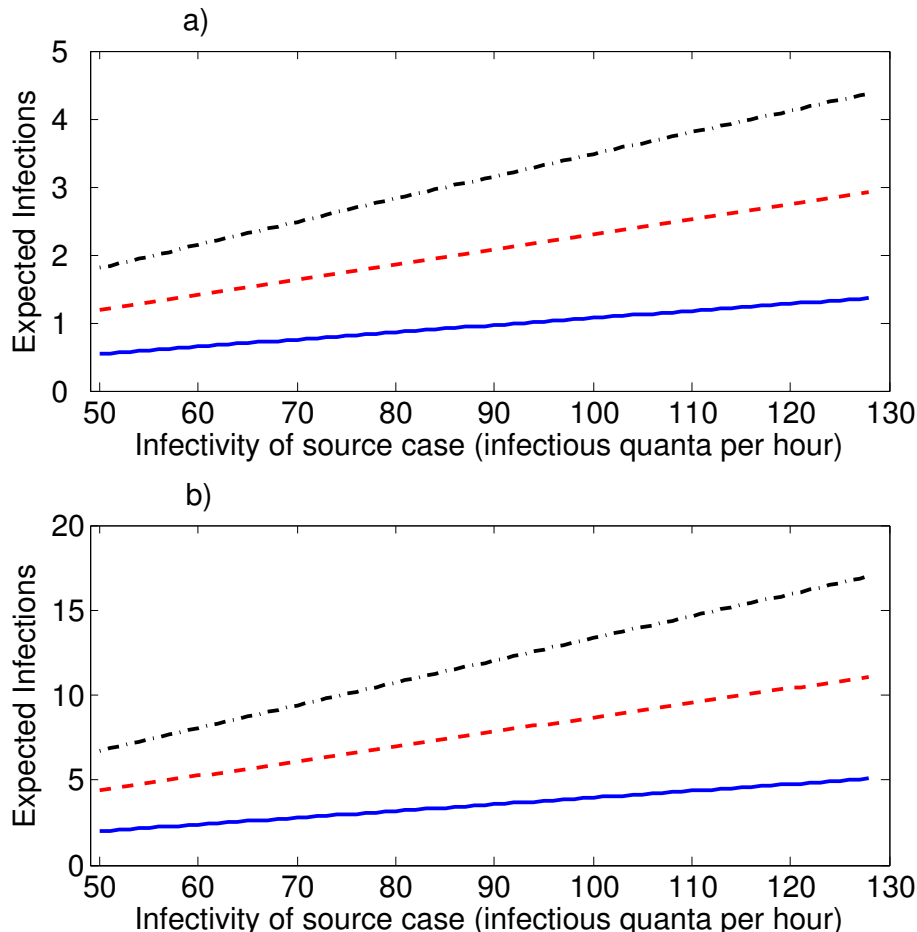 a)
5
4
3
2
1
0
Expected Infections
50 60 70 80 90 100 110 120 130
Infectivity of source case (infectious quanta per hour)
b)
20
15
10
5
0
Expected Infections
50 60 70 80 90 100 110 120 130
Infectivity of source case (infectious quanta per hour)